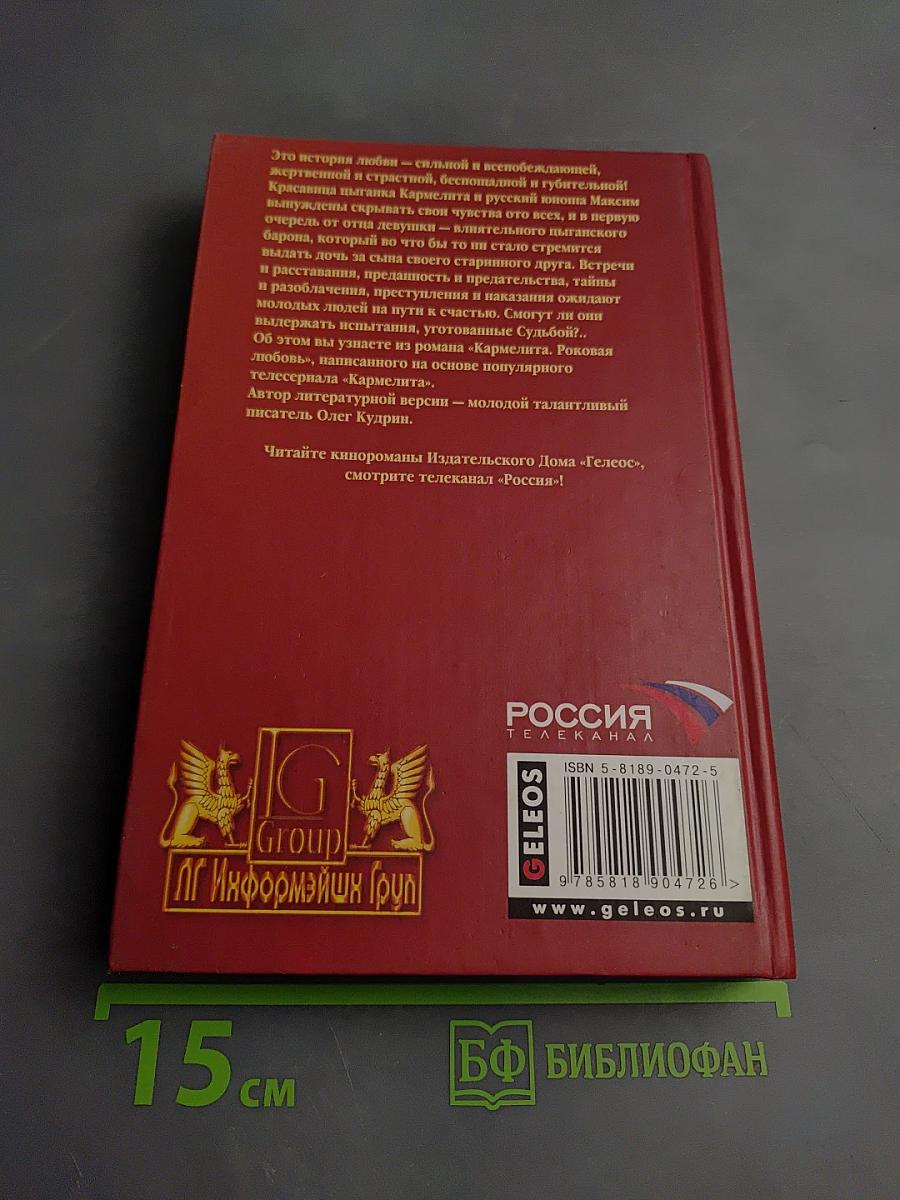 Это история любви — сильной и всепобеждающей,
жертвенной и страстной, беспощадной и губительной!
Красавица цыганка Кармелита и русский юноша Максим
вынуждены скрывать свои чувства ото всех, и в первую
очередь от отца девушки — влиятельного цыганского
барона, который во что бы то ни стало стремится
выдать дочь за сына своего старинного друга. Встречи
и расставания, преданность и предательства, тайны
и разоблачения, преступления и наказания ожидают
молодых людей на пути к счастью. Смогут ли они
выдержать испытания, уготованные Судьбой?..
Об этом вы узнаете из романа «Кармелита. Роковая
любовь», написанного на основе популярного
телесериала «Кармелита».
Автор литературной версии — молодой талантливый
писатель Олег Кудрин.
Читайте кинороманы Издательского Дома «Гелеос»,
смотрите телеканал «Россия»!
РОССИЯ
ТЕЛЕКАНАЛ
LG
Group
ЛГ Информэйшн Груп
GELEOS
ISBN 5-8189-0472-5
9 785818 904726 >
www.geleos.ru
15 см
БФ БИБЛИОФАН